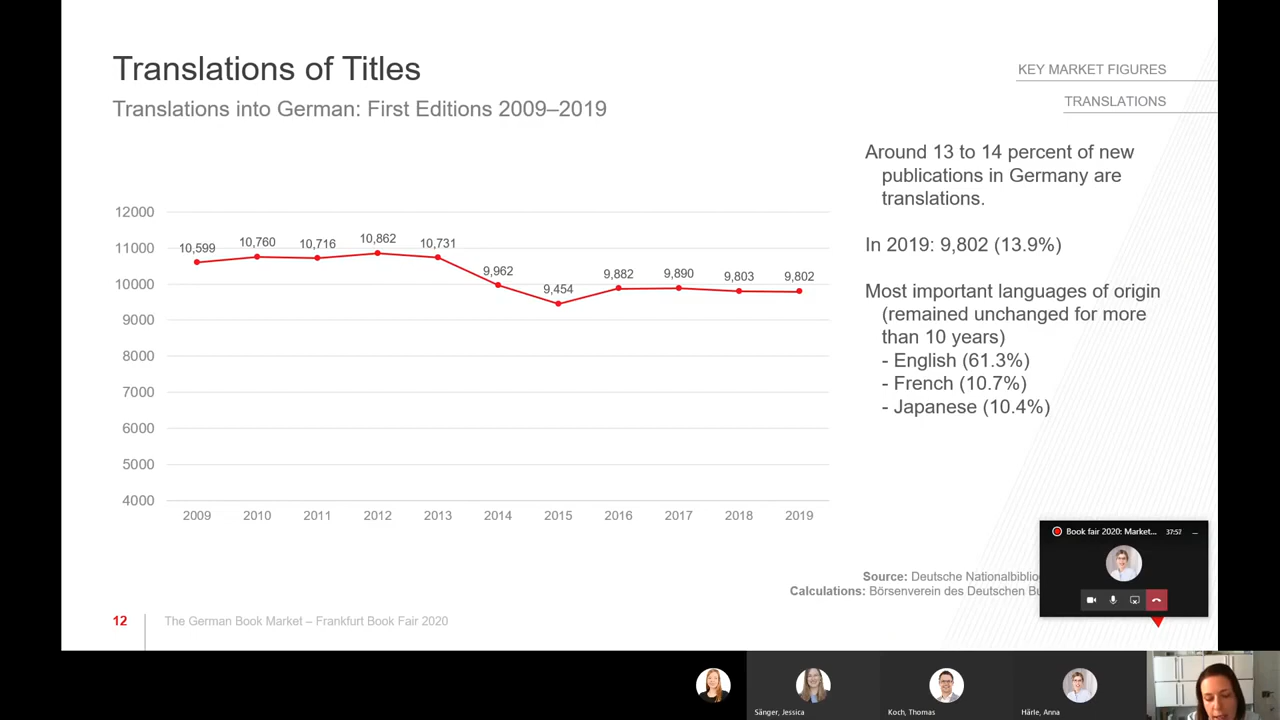 Translations of Titles
KEY MARKET FIGURES
Translations into German: First Editions 2009–2019
TRANSLATIONS
Around 13 to 14 percent of new
publications in Germany are
translations.
In 2019: 9,802 (13.9%)
Most important languages of origin
(remained unchanged for more
than 10 years)
- English (61.3%)
- French (10.7%)
- Japanese (10.4%)
12000
11000
10000
9000
8000
7000
6000
5000
4000
10,599 10,760 10,716 10,862 10,731 9,962 9,454 9,882 9,890 9,803 9,802
2009 2010 2011 2012 2013 2014 2015 2016 2017 2018 2019
Book fair 2020: Market... 37:57
Source: Deutsche Nationalbiblio
Calculations: Börsenverein des Deutschen Bu
12 The German Book Market – Frankfurt Book Fair 2020
Sänger, Jessica
Koch, Thomas
Härle, Anna